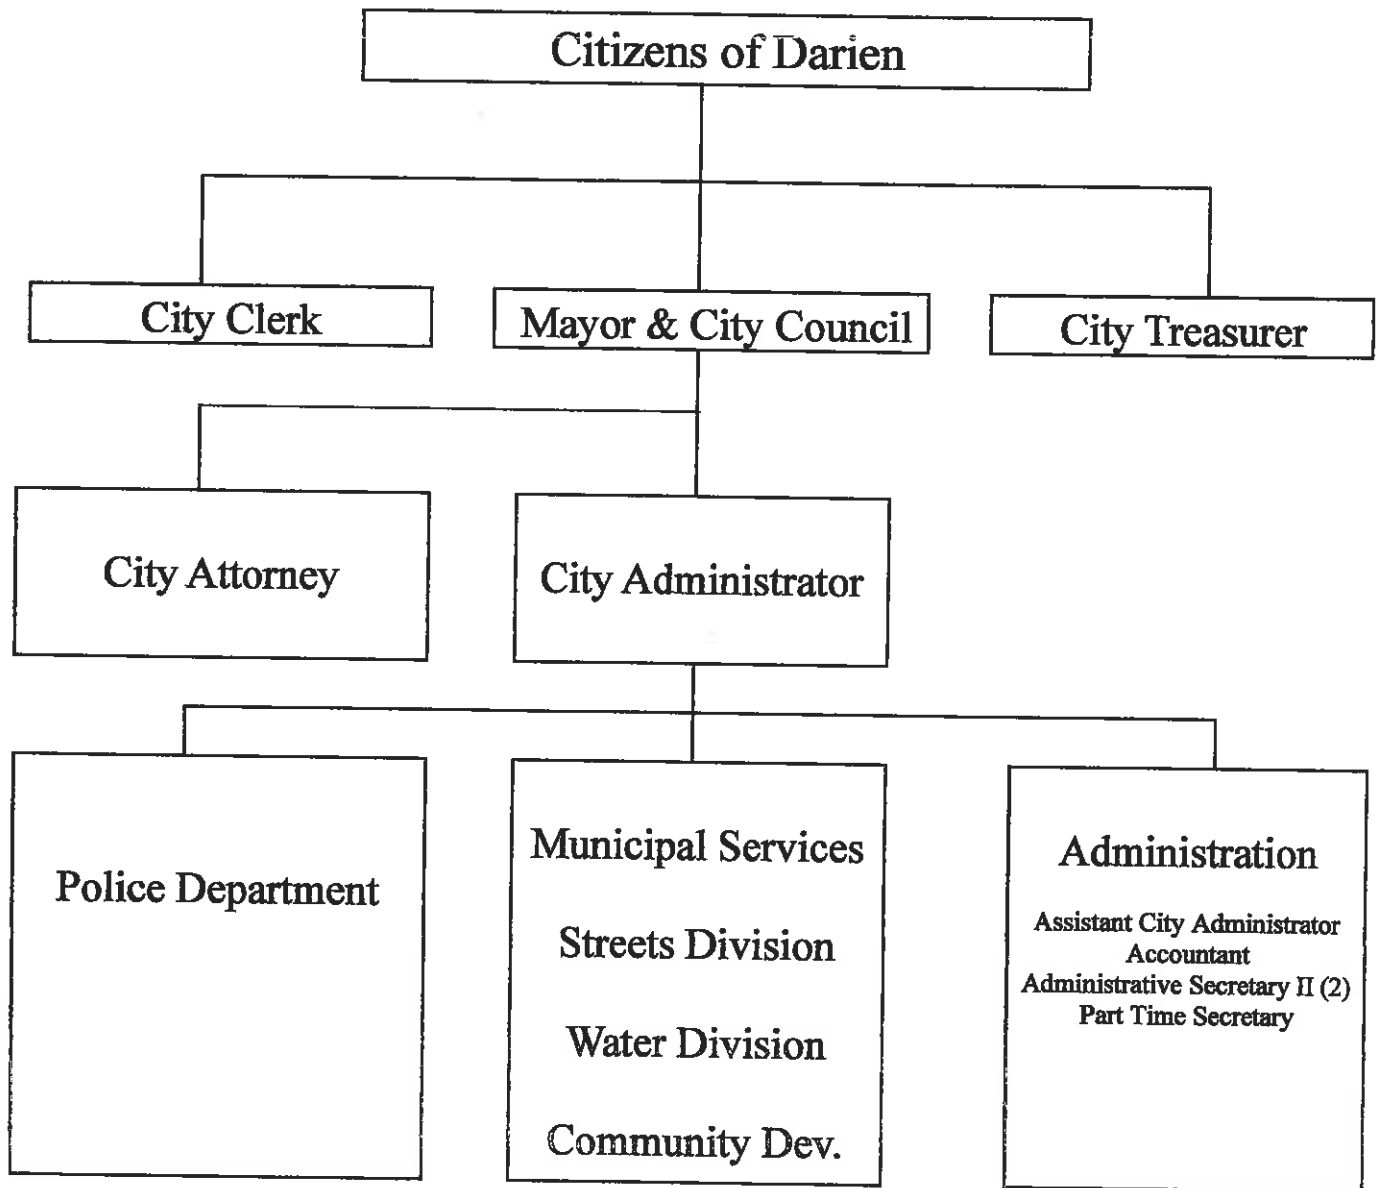 Citizens of Darien
City Clerk
Mayor & City Council
City Treasurer
City Attorney
City Administrator
Police Department
Municipal Services
Streets Division
Water Division
Community Dev.
Administration
Assistant City Administrator
Accountant
Administrative Secretary II (2)
Part Time Secretary